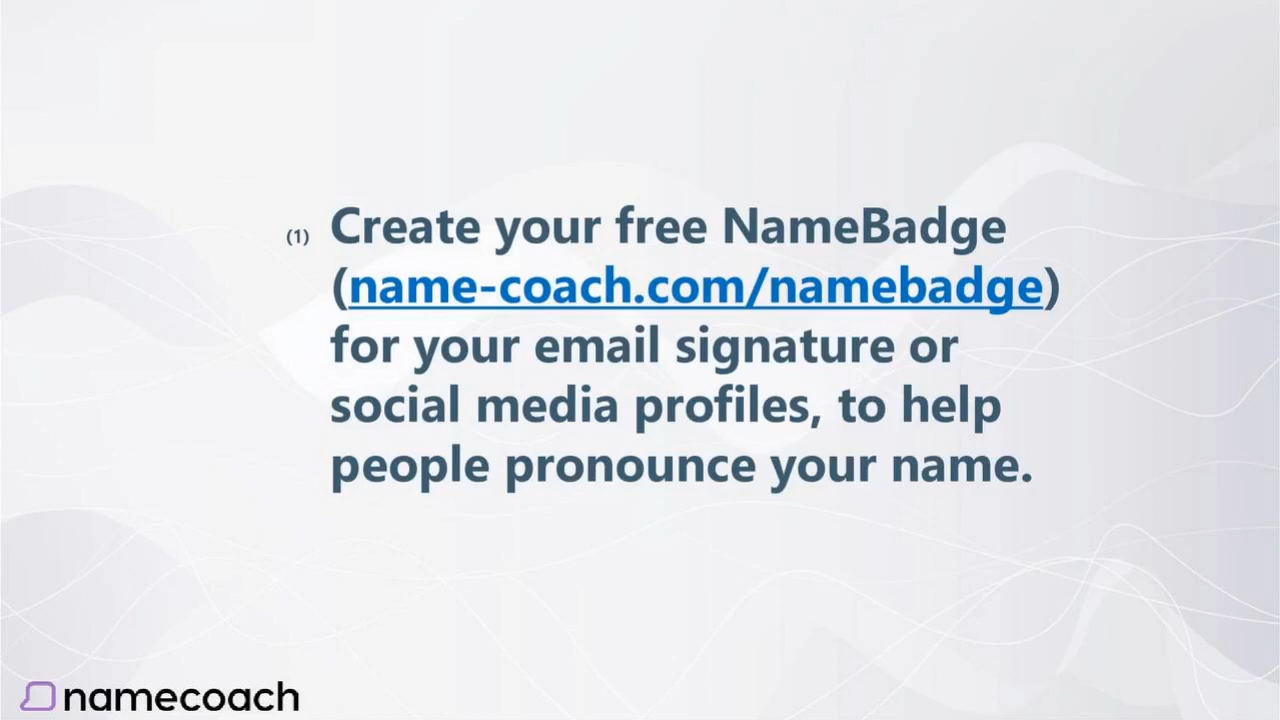 (1) Create your free NameBadge
(name-coach.com/namebadge)
for your email signature or
social media profiles, to help
people pronounce your name.
namecoach